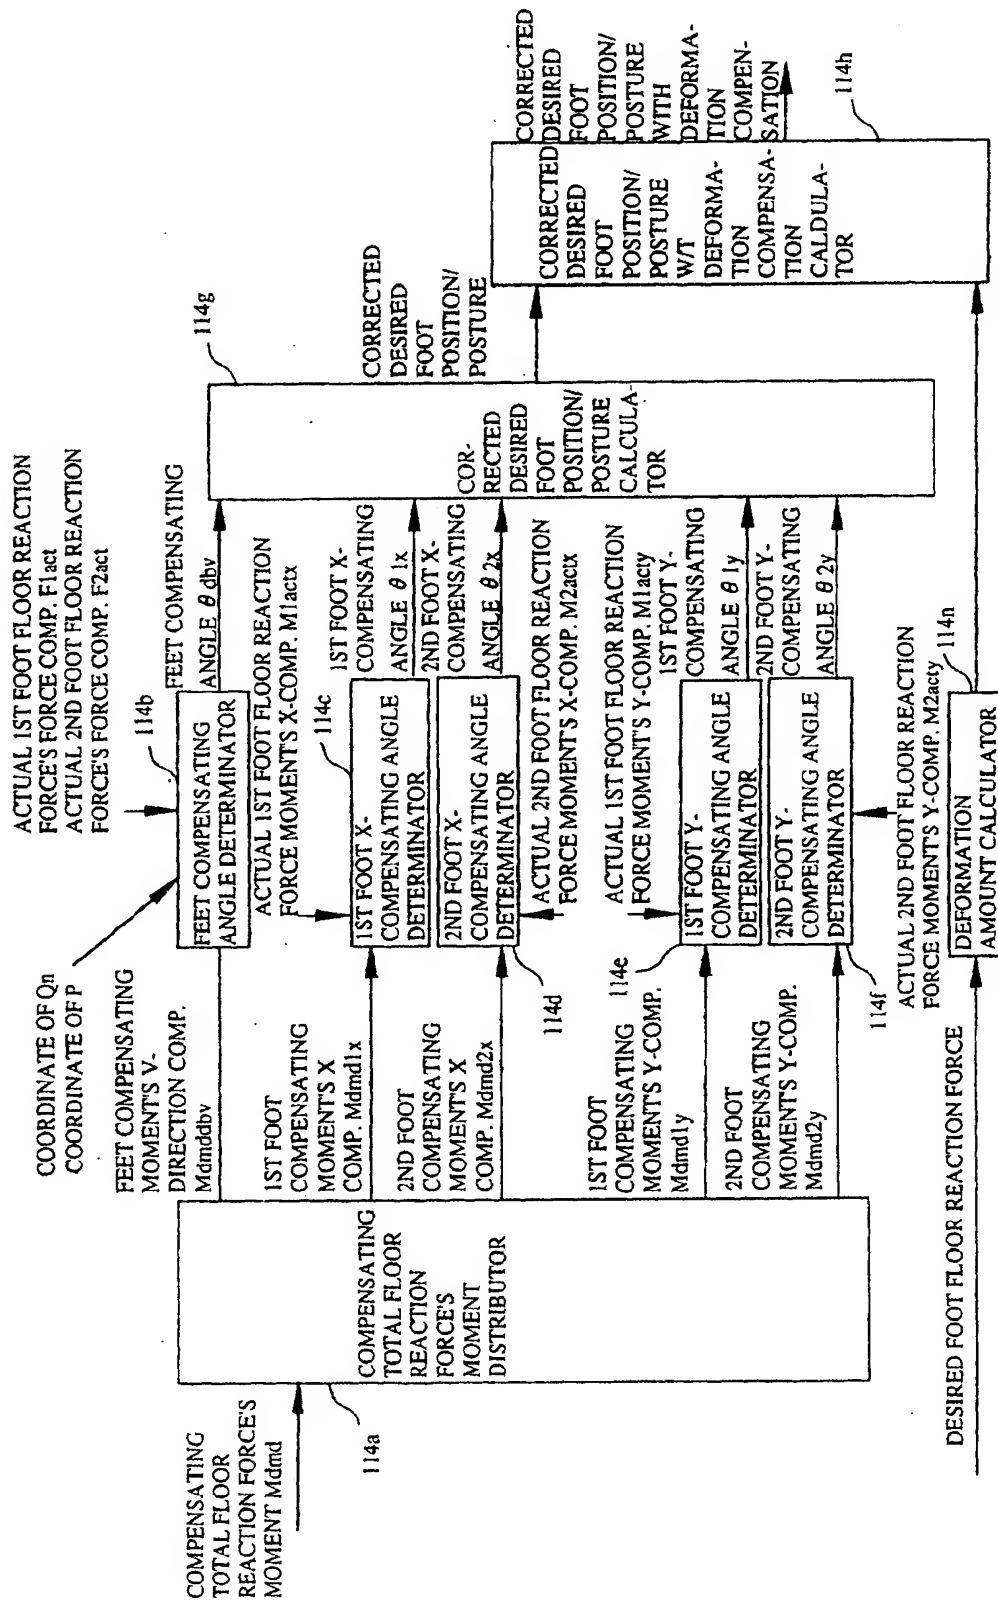 COMPENSATING
TOTAL FLOOR
REACTION FORCE'S
MOMENT Mdmd
114a
COMPENSATING
TOTAL FLOOR
REACTION
FORCE'S
MOMENT
DISTRIBUTOR
COORDINATE OF Qn
COORDINATE OF P
FEET COMPENSATING
MOMENT'S V-
DIRECTION COMP.
Mdmddbv
1ST FOOT
COMPENSATING
MOMENT'S X
COMP. Mdmd1x
2ND FOOT
COMPENSATING
MOMENT'S X
COMP. Mdmd2x
1ST FOOT
COMPENSATING
MOMENT'S Y-COMP.
Mdmd1y
2ND FOOT
COMPENSATING
MOMENT'S Y-COMP.
Mdmd2y
DESIRED FOOT FLOOR REACTION FORCE
ACTUAL 1ST FOOT FLOOR REACTION
FORCE'S FORCE COMP. F1act
ACTUAL 2ND FOOT FLOOR REACTION
FORCE'S FORCE COMP. F2act
114b
FEET COMPENSATING
ANGLE DETERMINATOR
ACTUAL 1ST FOOT FLOOR REACTION
FORCE MOMENT'S X-COMP. M1actx
114c
1ST FOOT X-
COMPENSATING ANGLE
DETERMINATOR
2ND FOOT X-
COMPENSATING ANGLE
DETERMINATOR
114d
ACTUAL 2ND FOOT FLOOR REACTION
FORCE MOMENT'S X-COMP. M2actx
ACTUAL 1ST FOOT FLOOR REACTION
FORCE MOMENT'S Y-COMP. M1acty
114e
1ST FOOT Y-
COMPENSATING ANGLE
DETERMINATOR
2ND FOOT Y-
COMPENSATING ANGLE
DETERMINATOR
114f
ACTUAL 2ND FOOT FLOOR REACTION
FORCE MOMENT'S Y-COMP. M2acty
114n
DEFORMATION
AMOUNT CALCULATOR
FEET COMPENSATING
ANGLE θ dbv
1ST FOOT X-
COMPENSATING
ANGLE θ 1x
2ND FOOT X-
COMPENSATING
ANGLE θ 2x
1ST FOOT Y-
COMPENSATING
ANGLE θ 1y
2ND FOOT Y-
COMPENSATING
ANGLE θ 2y
114g
COR-
RECTED
DESIRED
FOOT
POSITION/
POSTURE
CALCULA-
TOR
CORRECTED
DESIRED
FOOT
POSITION/
POSTURE
CORRECTED
DESIRED
FOOT
POSITION/
POSTURE
W/T
DEFORMA-
TION
COMPENSA-
TION
CALDULA-
TOR
114h
CORRECTED
DESIRED
FOOT
POSITION/
POSTURE
WITH
DEFORMA-
TION
COMPEN-
SATION